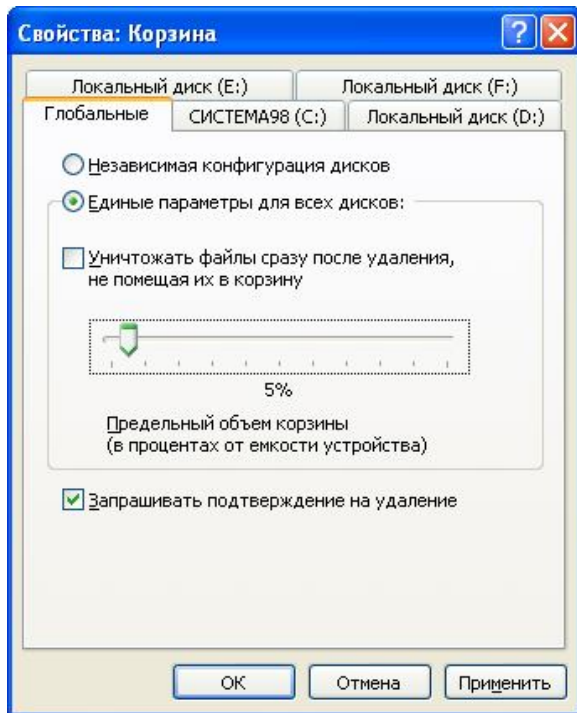 Свойства: Корзина
Локальный диск (E:) Локальный диск (F:)
Глобальные СИСТЕМА98 (C:) Локальный диск (D:)
Независимая конфигурация дисков
Единые параметры для всех дисков:
Уничтожать файлы сразу после удаления,
не помещая их в корзину
5%
Предельный объем корзины
(в процентах от емкости устройства)
Запрашивать подтверждение на удаление
ОК Отмена Применить